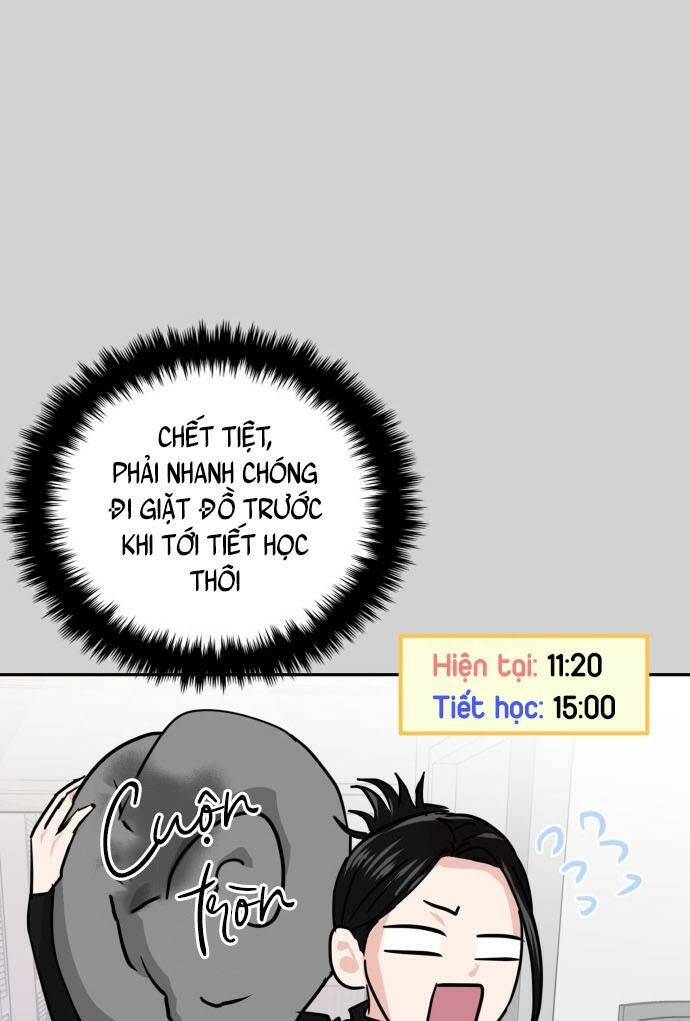 CHẾT TIỆT,
PHẢI NHANH CHÓNG
ĐI GIẶT ĐỒ TRƯỚC
KHI TỚI TIẾT HỌC
THÔI
Hiện tại: 11:20
Tiết học: 15:00
Cuộn
tròn